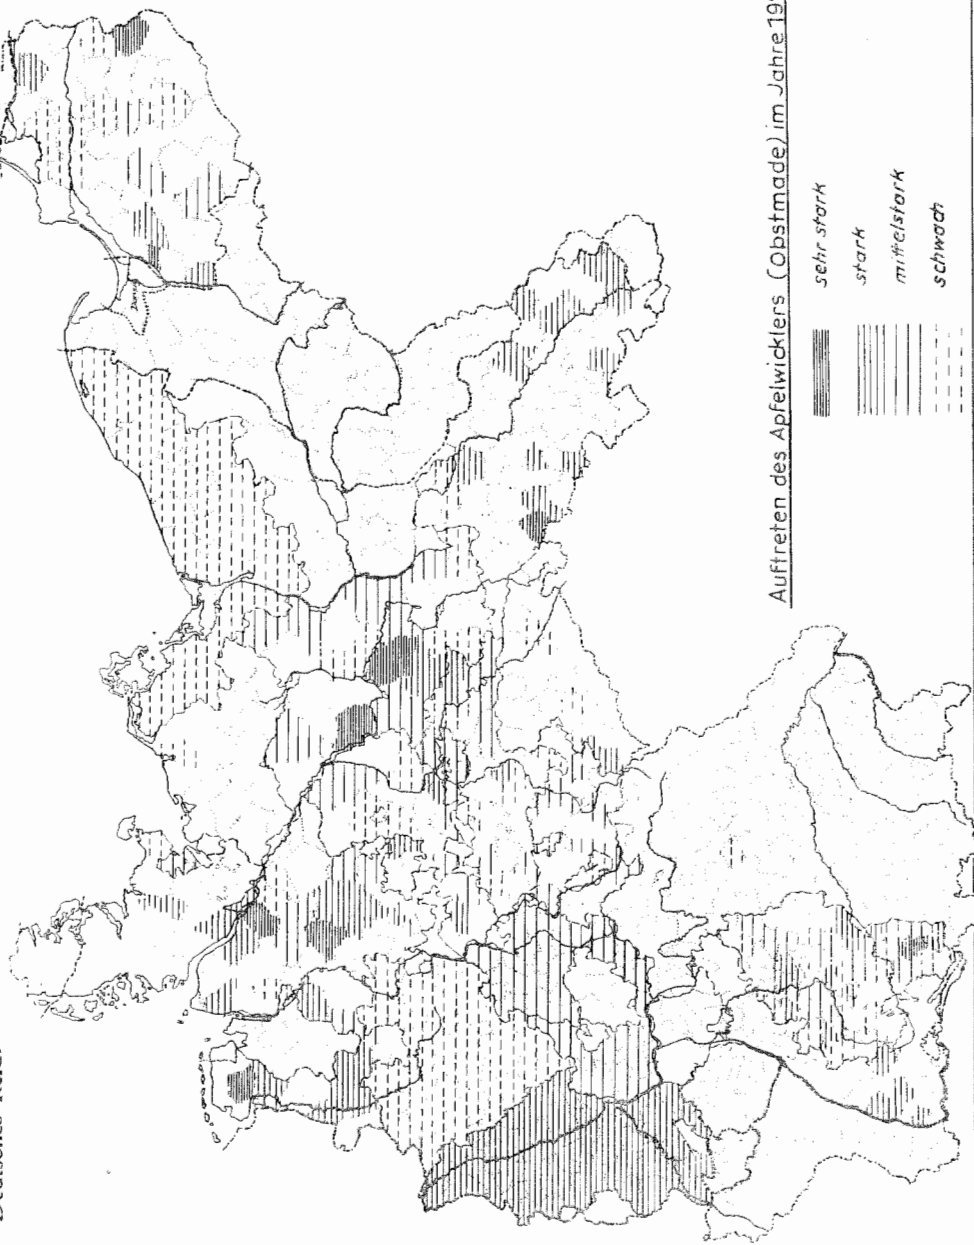 Auftreten des Apfelwicklers (Obstmade) im Jahre 19
sehr stark
stark
mittelstark
schwach